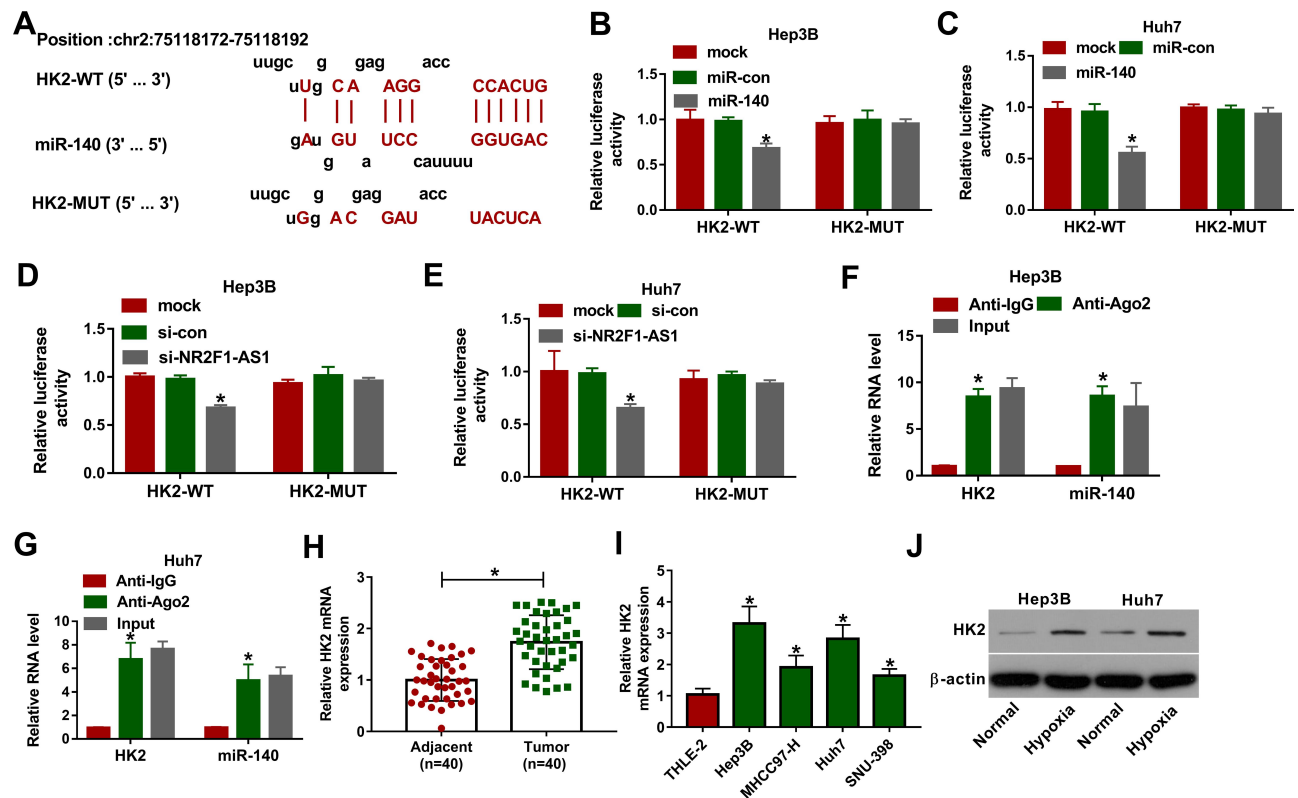 A
Position :chr2:75118172-75118192
uugc g gag acc
HK2-WT (5' ... 3') uUg CA AGG CCACUG
miR-140 (3' ... 5') gAu GU UCC GGUGAC
g a cauuuu
uugc g gag acc
HK2-MUT (5' ... 3') uGg AC GAU UACUCA
B
Hep3B
mock
miR-con
miR-140
Relative luciferase activity
1.5
1.0
0.5
0.0
*
HK2-WT HK2-MUT
C
Huh7
mock miR-con
miR-140
Relative luciferase activity
1.5
1.0
0.5
0.0
*
HK2-WT HK2-MUT
D
Hep3B
mock
si-con
si-NR2F1-AS1
Relative luciferase activity
1.5
1.0
0.5
0.0
*
HK2-WT HK2-MUT
E
Huh7
mock si-con
si-NR2F1-AS1
Relative luciferase activity
1.5
1.0
0.5
0.0
*
HK2-WT HK2-MUT
F
Hep3B
Anti-IgG Anti-Ago2
Input
Relative RNA level
15
10
5
0
* *
HK2 miR-140
G
Huh7
Anti-IgG
Anti-Ago2
Input
Relative RNA level
10
8
6
4
2
0
* *
HK2 miR-140
H
Relative HK2 mRNA expression
3
2
1
0
*
Adjacent (n=40) Tumor (n=40)
I
Relative HK2 mRNA expression
5
4
3
2
1
0
* * * *
THLE-2 Hep3B MHCC97-H Huh7 SNU-398
J
Hep3B Huh7
HK2
β-actin
Normal Hypoxia Normal Hypoxia